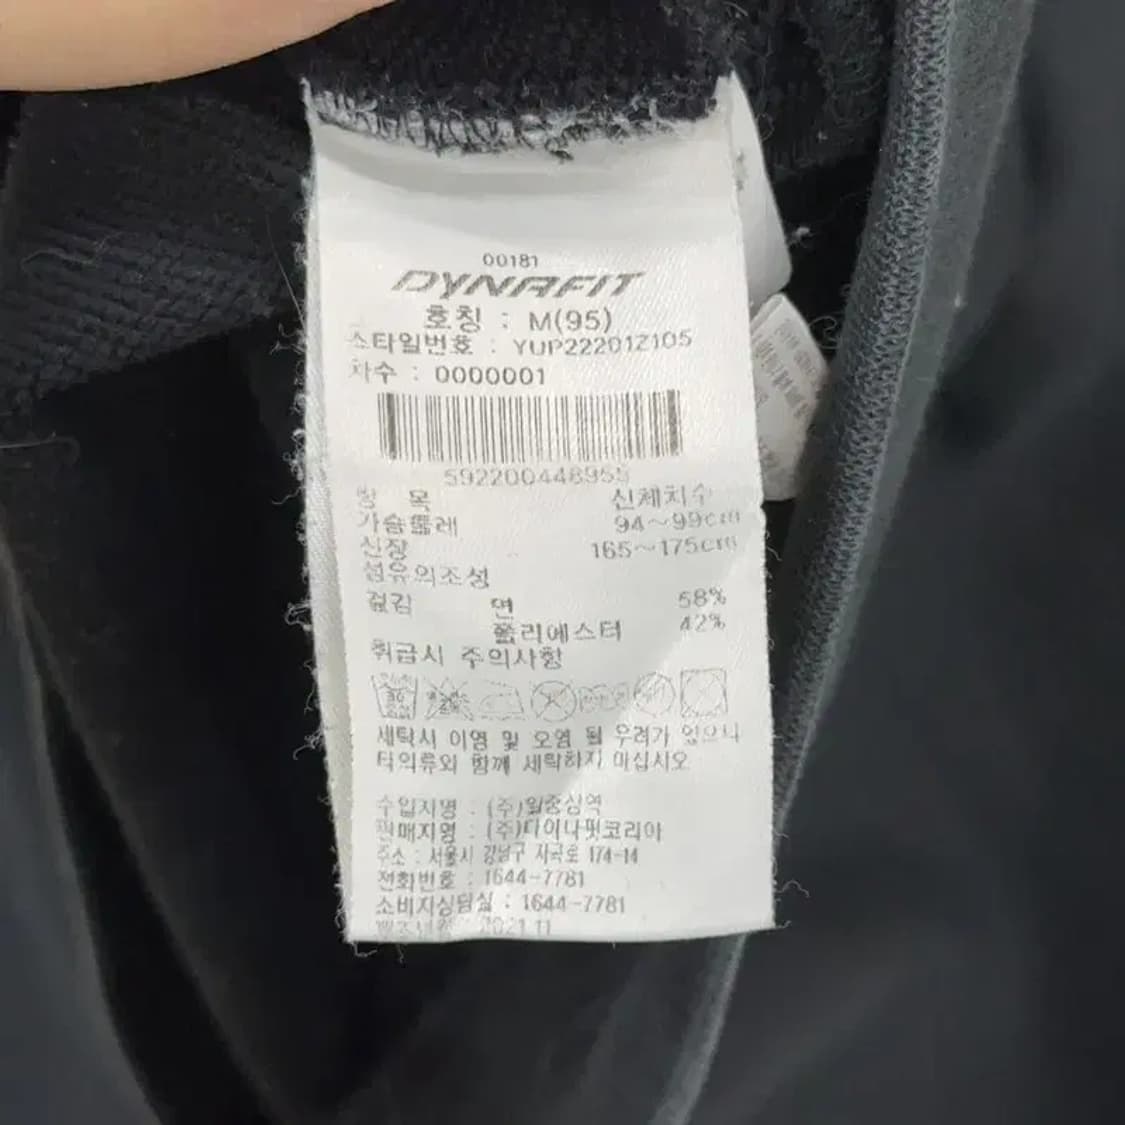 00181
DYNAFIT
호칭 : M(95)
스타일번호 : YUP22201Z105
차수 : 0000001
592200448955
항 목 신체치수
가슴둘레 94~99cm
신장 165~175cm
섬유의조성
겉감 면 58%
폴리에스터 42%
취급시 주의사항
세탁시 이염 및 오염 될 우려가 있으니
타의류와 함께 세탁하지 마십시오
수입자명 : (주)
판매자명 : (주)다이나핏코리아
주소 : 서울시 강남구 자곡로 174-14
전화번호 : 1644-7781
소비자상담실 : 1644-7781
제조년월 : 2021.11